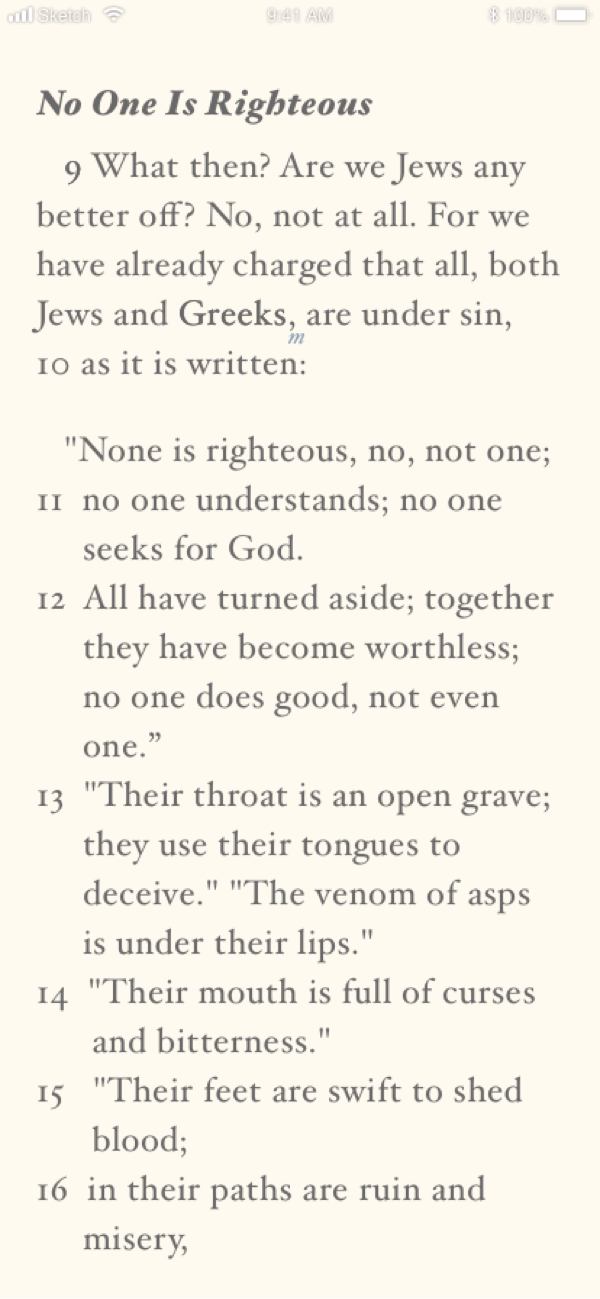 Sketch 9:41 AM 100%
No One Is Righteous
9 What then? Are we Jews any
better off? No, not at all. For we
have already charged that all, both
Jews and Greeks, are under sin,
m
10 as it is written:
"None is righteous, no, not one;
11 no one understands; no one
seeks for God.
12 All have turned aside; together
they have become worthless;
no one does good, not even
one.”
13 "Their throat is an open grave;
they use their tongues to
deceive." "The venom of asps
is under their lips."
14 "Their mouth is full of curses
and bitterness."
15 "Their feet are swift to shed
blood;
16 in their paths are ruin and
misery,